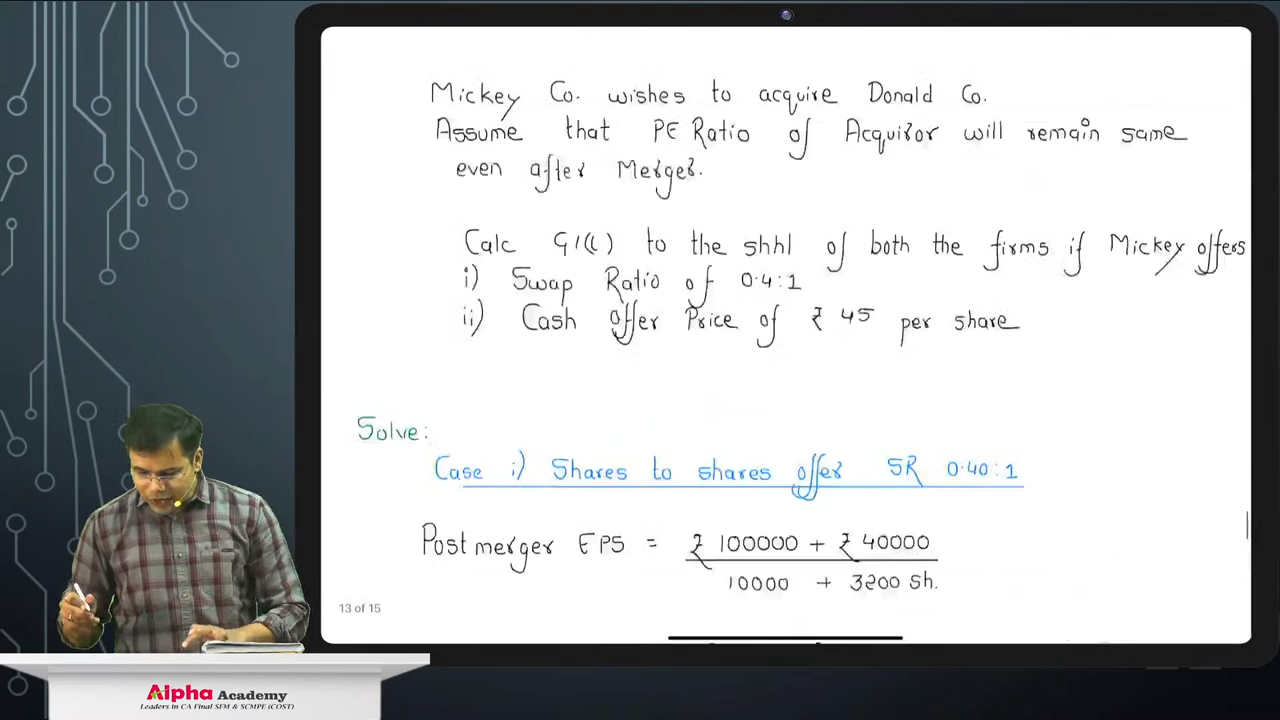 Mickey Co. wishes to acquire Donald Co.
Assume that PE Ratio of Acquiror will remain same
even after Merger.
Calc G/(L) to the shhl of both the firms if Mickey offers
i) Swap Ratio of 0.4:1
ii) Cash offer Price of ₹ 45 per share
Solve:
Case i) Shares to shares offer SR 0.40:1
Postmerger EPS = ₹ 100000 + ₹ 40000
10000 + 3200 sh.
13 of 15
Alpha Academy
Leaders in CA Final SFM & SCMPE (COST)